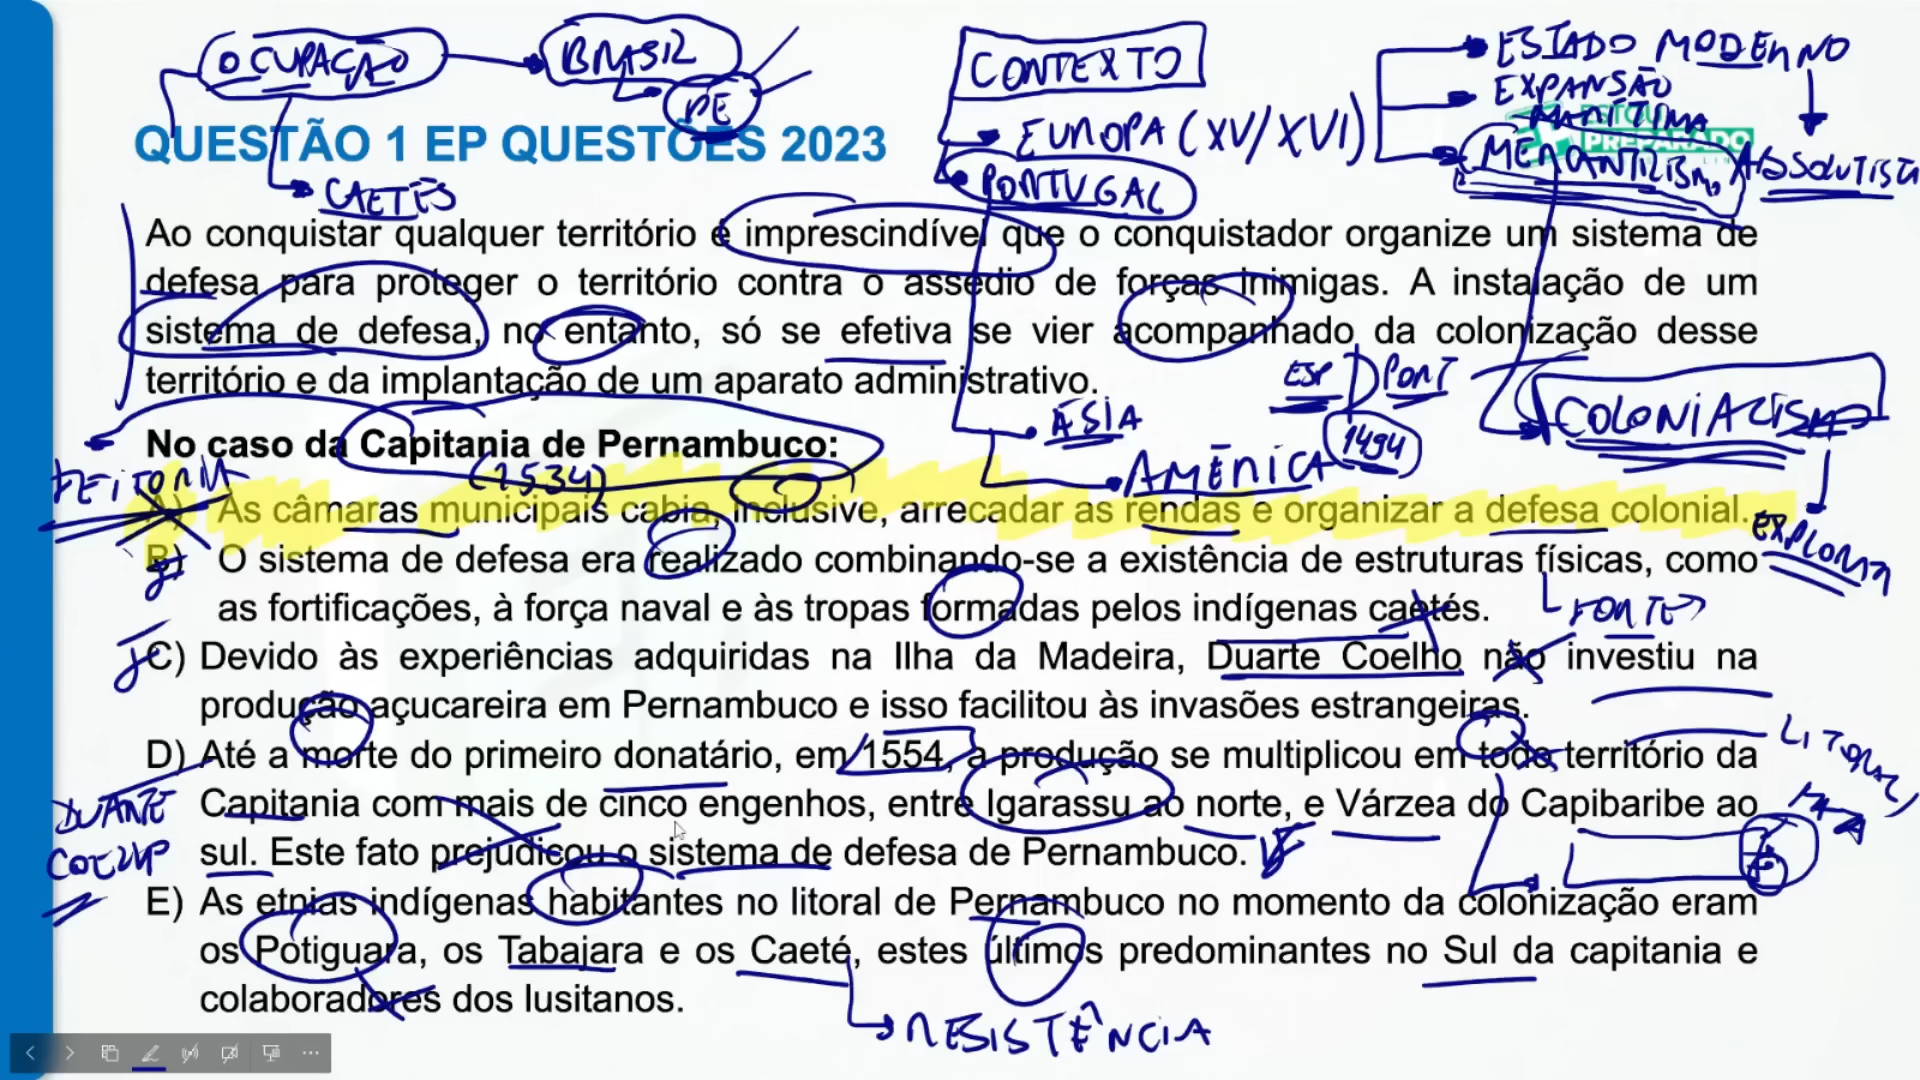 OCUPAÇÃO
BRASIL
PE
CONTEXTO
ESTADO MODERNO
EXPANSÃO
MARÍTIMA
EUROPA (XV/XVI)
MERCANTILISMO
ABSOLUTISTA
PORTUGAL
CAETÉS
ESTOU
PREPARADO
QUESTÃO 1 EP QUESTÕES 2023
Ao conquistar qualquer território é imprescindível que o conquistador organize um sistema de
defesa para proteger o território contra o assédio de forças inimigas. A instalação de um
sistema de defesa, no entanto, só se efetiva se vier acompanhado da colonização desse
território e da implantação de um aparato administrativo.
ESP PORT
1494
ÁSIA
AMÉRICA
COLONIALISMO
No caso da Capitania de Pernambuco:
FEITORIA
(1534)
A) Às câmaras municipais cabia, inclusive, arrecadar as rendas e organizar a defesa colonial.
EXPLORAR
B) O sistema de defesa era realizado combinando-se a existência de estruturas físicas, como
as fortificações, à força naval e às tropas formadas pelos indígenas caetés.
FORTE
C) Devido às experiências adquiridas na Ilha da Madeira, Duarte Coelho não investiu na
produção açucareira em Pernambuco e isso facilitou às invasões estrangeiras.
D) Até a morte do primeiro donatário, em 1554, a produção se multiplicou em todo território da
Capitania com mais de cinco engenhos, entre Igarassu ao norte, e Várzea do Capibaribe ao
sul. Este fato prejudicou o sistema de defesa de Pernambuco.
LITORAL
DUARTE
COELHO
E) As etnias indígenas habitantes no litoral de Pernambuco no momento da colonização eram
os Potiguara, os Tabajara e os Caeté, estes últimos predominantes no Sul da capitania e
colaboradores dos lusitanos.
RESISTÊNCIA